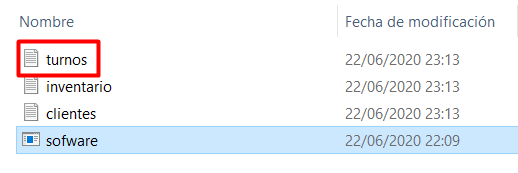 Nombre Fecha de modificación
turnos 22/06/2020 23:13
inventario 22/06/2020 23:13
clientes 22/06/2020 23:13
sofware 22/06/2020 22:09